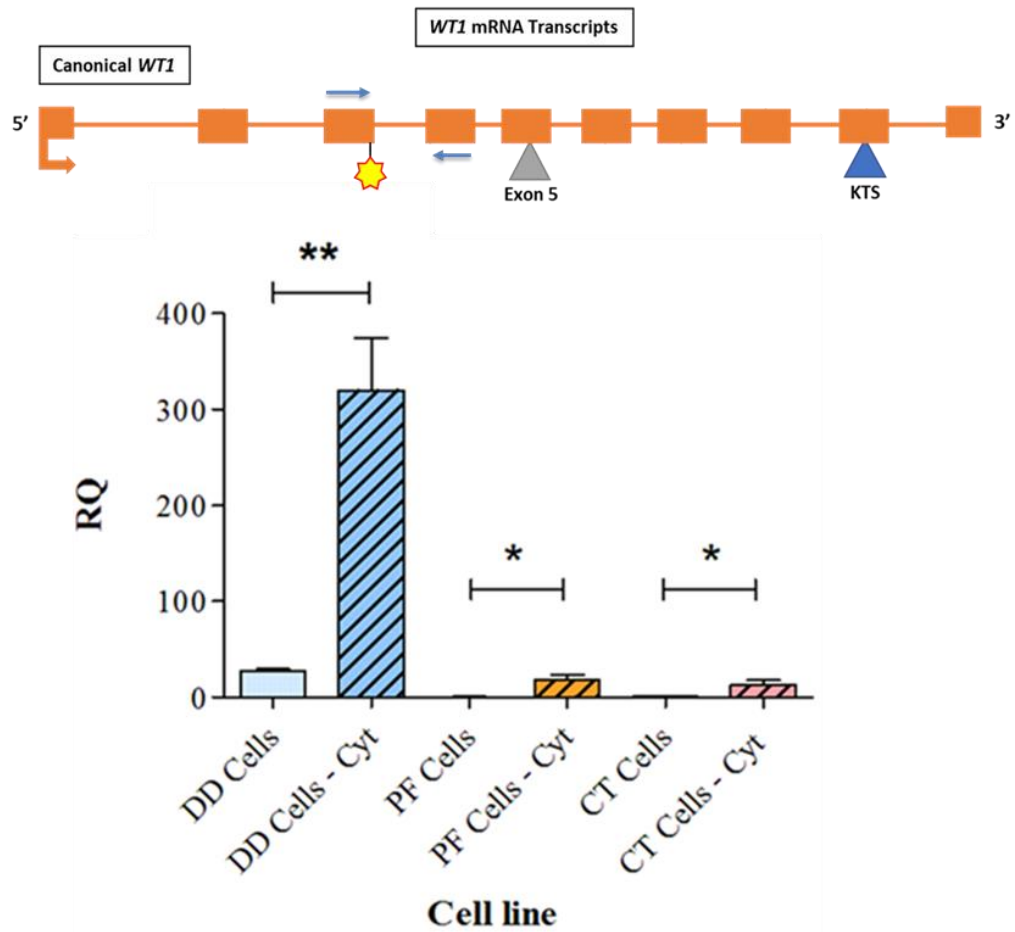 WT1 mRNA Transcripts
Canonical WT1
5’
3’
Exon 5
KTS
**
400
300
200
100
0
*
*
RQ
DD Cells
DD Cells - Cyt
PF Cells
PF Cells - Cyt
CT Cells
CT Cells - Cyt
Cell line